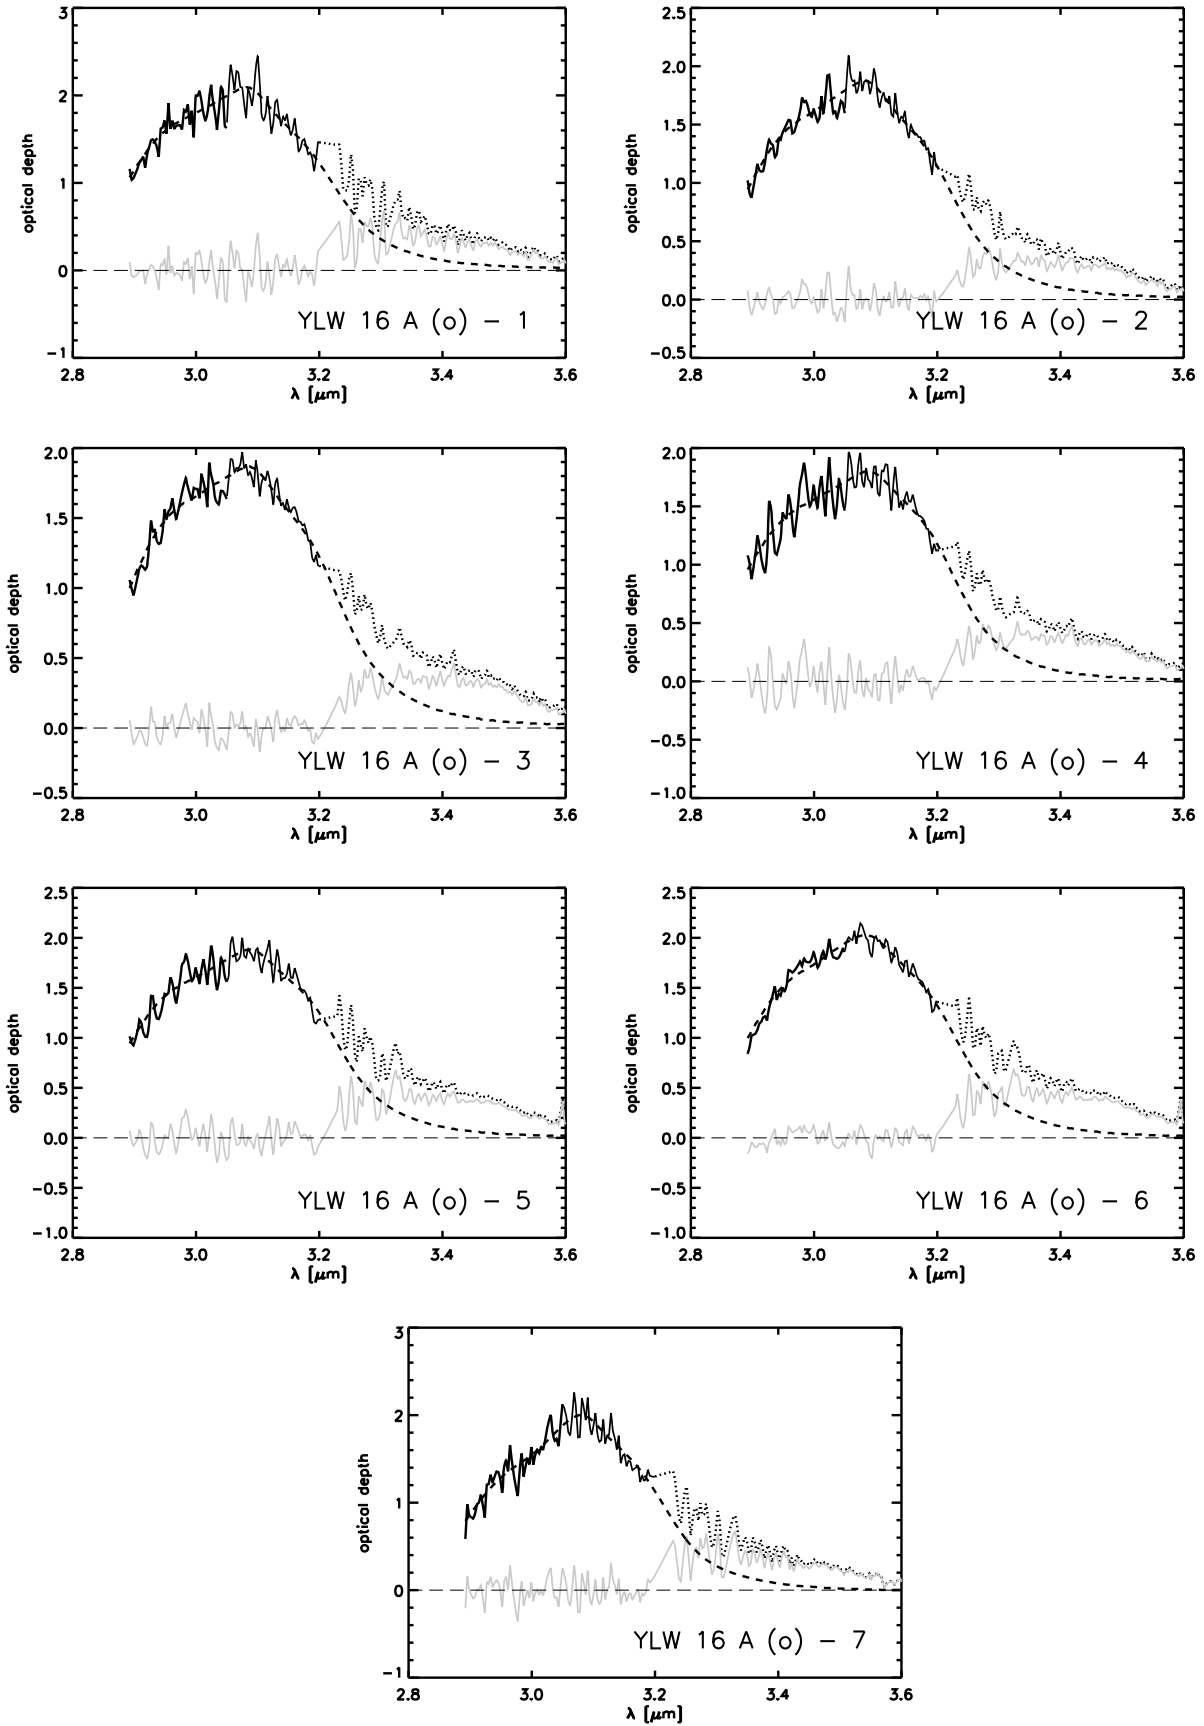 3
2
1
0
−1
optical depth
YLW 16 A (o) − 1
2.8 3.0 3.2 3.4 3.6
λ [μm]
2.5
2.0
1.5
1.0
0.5
0.0
−0.5
optical depth
YLW 16 A (o) − 2
2.8 3.0 3.2 3.4 3.6
λ [μm]
2.0
1.5
1.0
0.5
0.0
−0.5
optical depth
YLW 16 A (o) − 3
2.8 3.0 3.2 3.4 3.6
λ [μm]
2.0
1.5
1.0
0.5
0.0
−0.5
−1.0
optical depth
YLW 16 A (o) − 4
2.8 3.0 3.2 3.4 3.6
λ [μm]
2.5
2.0
1.5
1.0
0.5
0.0
−0.5
−1.0
optical depth
YLW 16 A (o) − 5
2.8 3.0 3.2 3.4 3.6
λ [μm]
2.5
2.0
1.5
1.0
0.5
0.0
−0.5
−1.0
optical depth
YLW 16 A (o) − 6
2.8 3.0 3.2 3.4 3.6
λ [μm]
3
2
1
0
−1
optical depth
YLW 16 A (o) − 7
2.8 3.0 3.2 3.4 3.6
λ [μm]